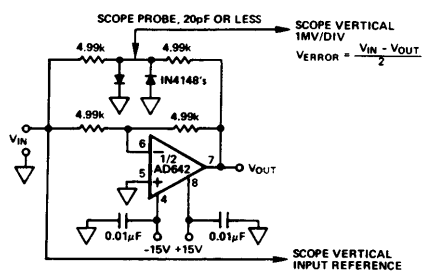 SCOPE PROBE, 20pF OR LESS
SCOPE VERTICAL
1MV/DIV
VERROR = VIN - VOUT
2
4.99k
4.99k
IN4148's
4.99k
4.99k
VIN
6
5
1/2
AD642
7
8
4
VOUT
0.01μF
-15V +15V
0.01μF
SCOPE VERTICAL
INPUT REFERENCE